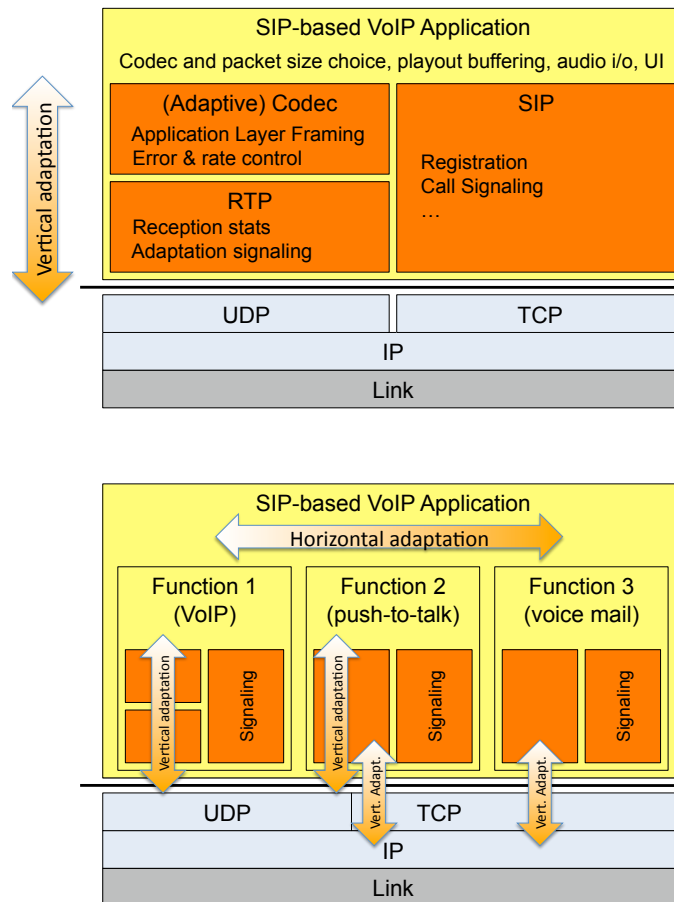 SIP-based VoIP Application
Codec and packet size choice, playout buffering, audio i/o, UI
Vertical adaptation
(Adaptive) Codec
Application Layer Framing
Error & rate control
SIP
Registration
Call Signaling
…
RTP
Reception stats
Adaptation signaling
UDP
TCP
IP
Link
SIP-based VoIP Application
Horizontal adaptation
Function 1
(VoIP)
Function 2
(push-to-talk)
Function 3
(voice mail)
Vertical adaptation
Signaling
Vertical adaptation
Signaling
Signaling
Vert. Adapt.
Vert. Adapt.
UDP
TCP
IP
Link